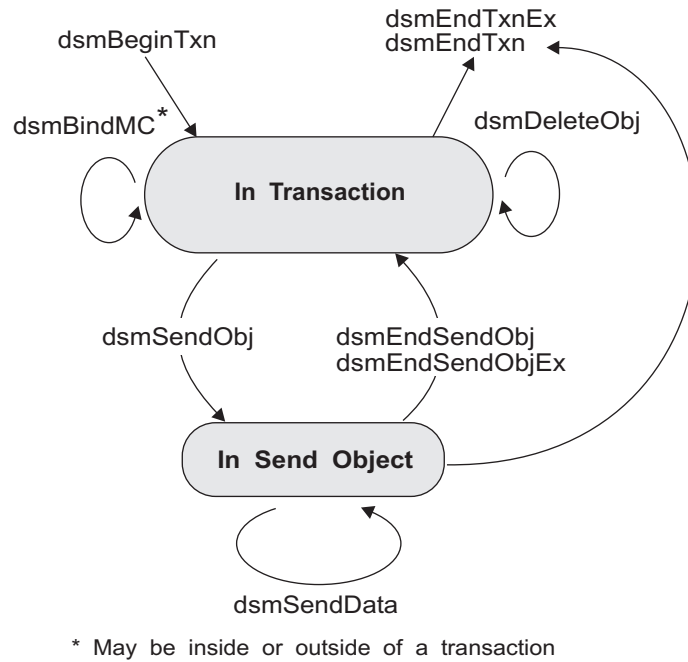 dsmBeginTxn
dsmEndTxnEx
dsmEndTxn
dsmBindMC*
dsmDeleteObj
In Transaction
dsmSendObj
dsmEndSendObj
dsmEndSendObjEx
In Send Object
dsmSendData
* May be inside or outside of a transaction